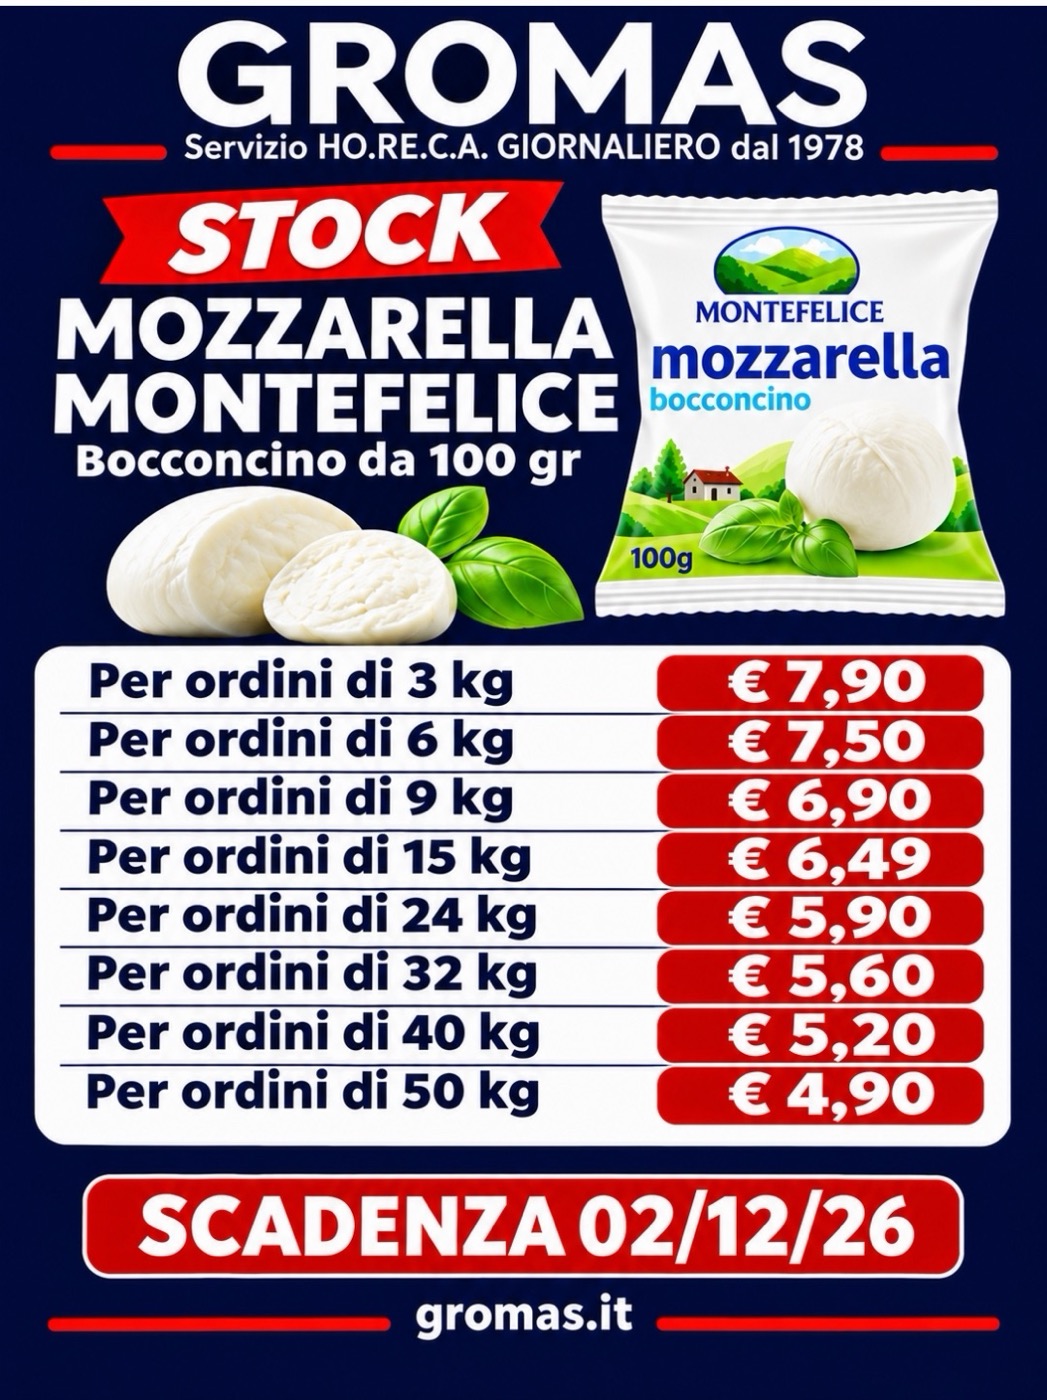 GROMAS
Servizio HO.RE.C.A. GIORNALIERO dal 1978
STOCK
MOZZARELLA
MONTEFELICE
Bocconcino da 100 gr
MONTEFELICE
mozzarella
bocconcino
100g
Per ordini di 3 kg € 7,90
Per ordini di 6 kg € 7,50
Per ordini di 9 kg € 6,90
Per ordini di 15 kg € 6,49
Per ordini di 24 kg € 5,90
Per ordini di 32 kg € 5,60
Per ordini di 40 kg € 5,20
Per ordini di 50 kg € 4,90
SCADENZA 02/12/26
gromas.it